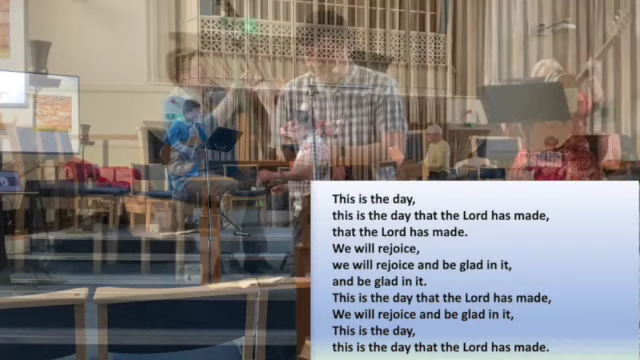 This is the day,
this is the day that the Lord has made,
that the Lord has made.
We will rejoice,
we will rejoice and be glad in it,
and be glad in it.
This is the day that the Lord has made,
We will rejoice and be glad in it,
This is the day,
this is the day that the Lord has made.